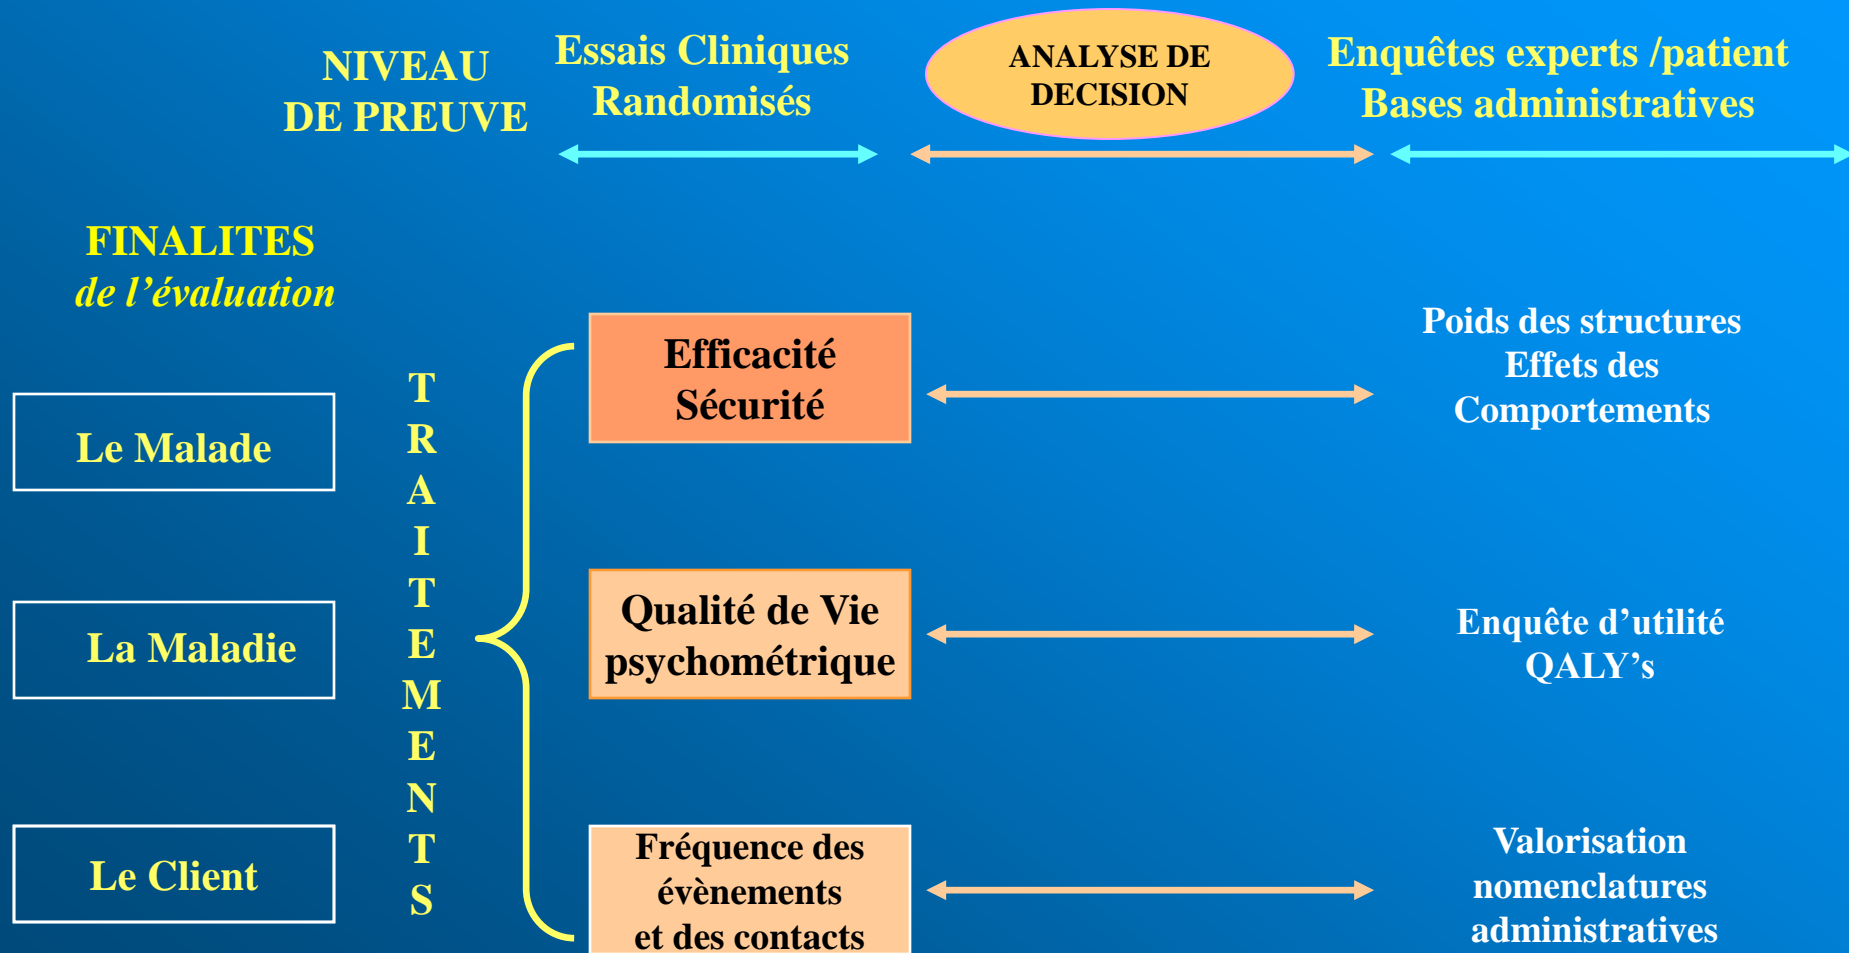 NIVEAU
DE PREUVE
Essais Cliniques
Randomisés
ANALYSE DE
DECISION
Enquêtes experts /patient
Bases administratives
FINALITES
de l’évaluation
Le Malade
La Maladie
Le Client
T
R
A
I
T
E
M
E
N
T
S
Efficacité
Sécurité
Poids des structures
Effets des
Comportements
Qualité de Vie
psychométrique
Enquête d’utilité
QALY’s
Fréquence des
évènements
et des contacts
Valorisation
nomenclatures
administratives